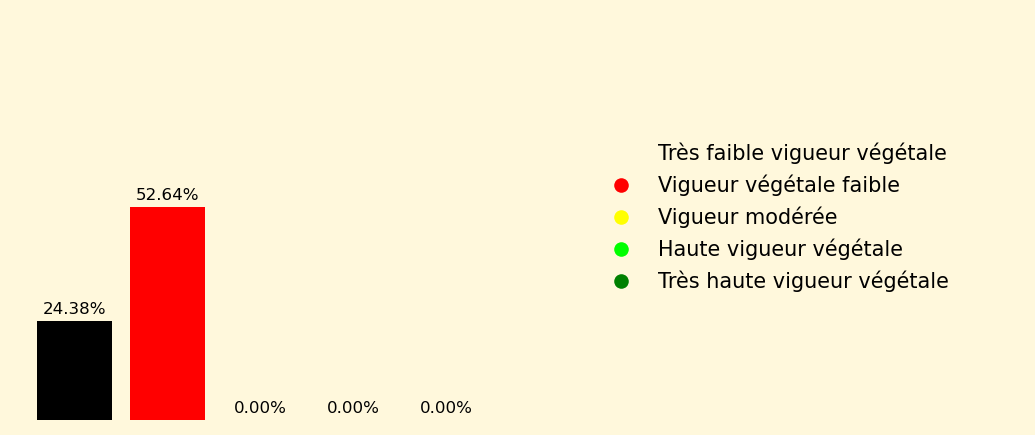 Très faible vigueur végétale
Vigueur végétale faible
52.64%
Vigueur modérée
Haute vigueur végétale
Très haute vigueur végétale
24.38%
0.00% 0.00% 0.00%